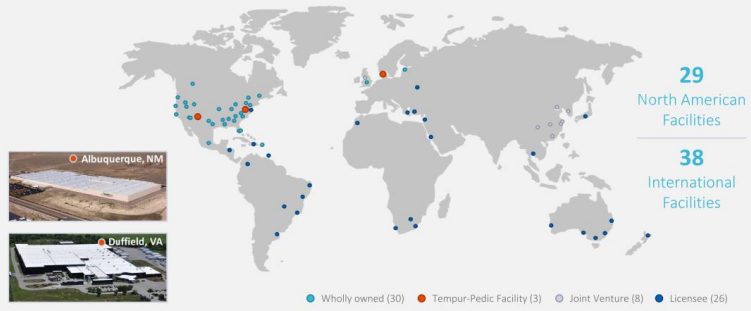 29
North American
Facilities
38
International
Facilities
Albuquerque, NM
Duffield, VA
Wholly owned (30)
Tempur-Pedic Facility (3)
Joint Venture (8)
Licensee (26)